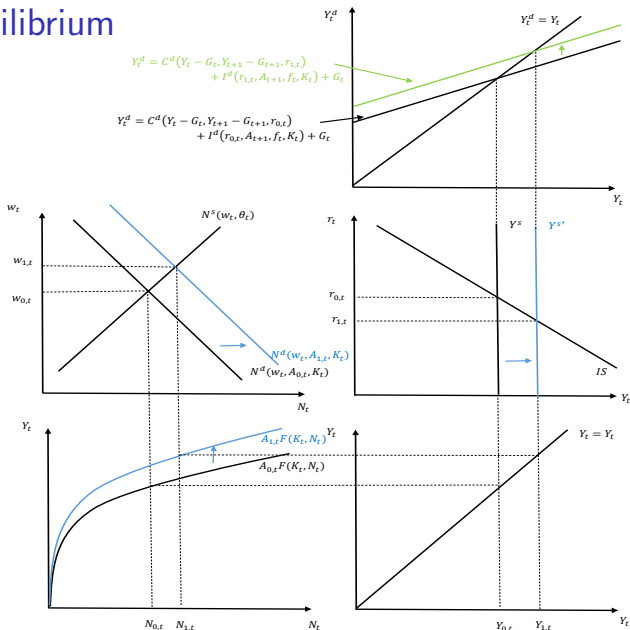 ilibrium
Y_t^d
Y_t^d = Y_t
Y_t^d = C^d(Y_t − G_t, Y_{t+1} − G_{t+1}, r_{1,t})
+ I^d(r_{1,t}, A_{t+1}, f_t, K_t) + G_t
Y_t^d = C^d(Y_t − G_t, Y_{t+1} − G_{t+1}, r_{0,t})
+ I^d(r_{0,t}, A_{t+1}, f_t, K_t) + G_t
Y_t
w_t
N^s(w_t, θ_t)
w_{1,t}
w_{0,t}
N^d(w_t, A_{1,t}, K_t)
N^d(w_t, A_{0,t}, K_t)
N_t
r_t
Y^s
Y^{s′}
r_{0,t}
r_{1,t}
IS
Y_t
Y_t
A_{1,t}F(K_t, N_t)
A_{0,t}F(K_t, N_t)
N_{0,t}
N_{1,t}
N_t
Y_t
Y_t = Y_t
Y_{0,t}
Y_{1,t}
Y_t